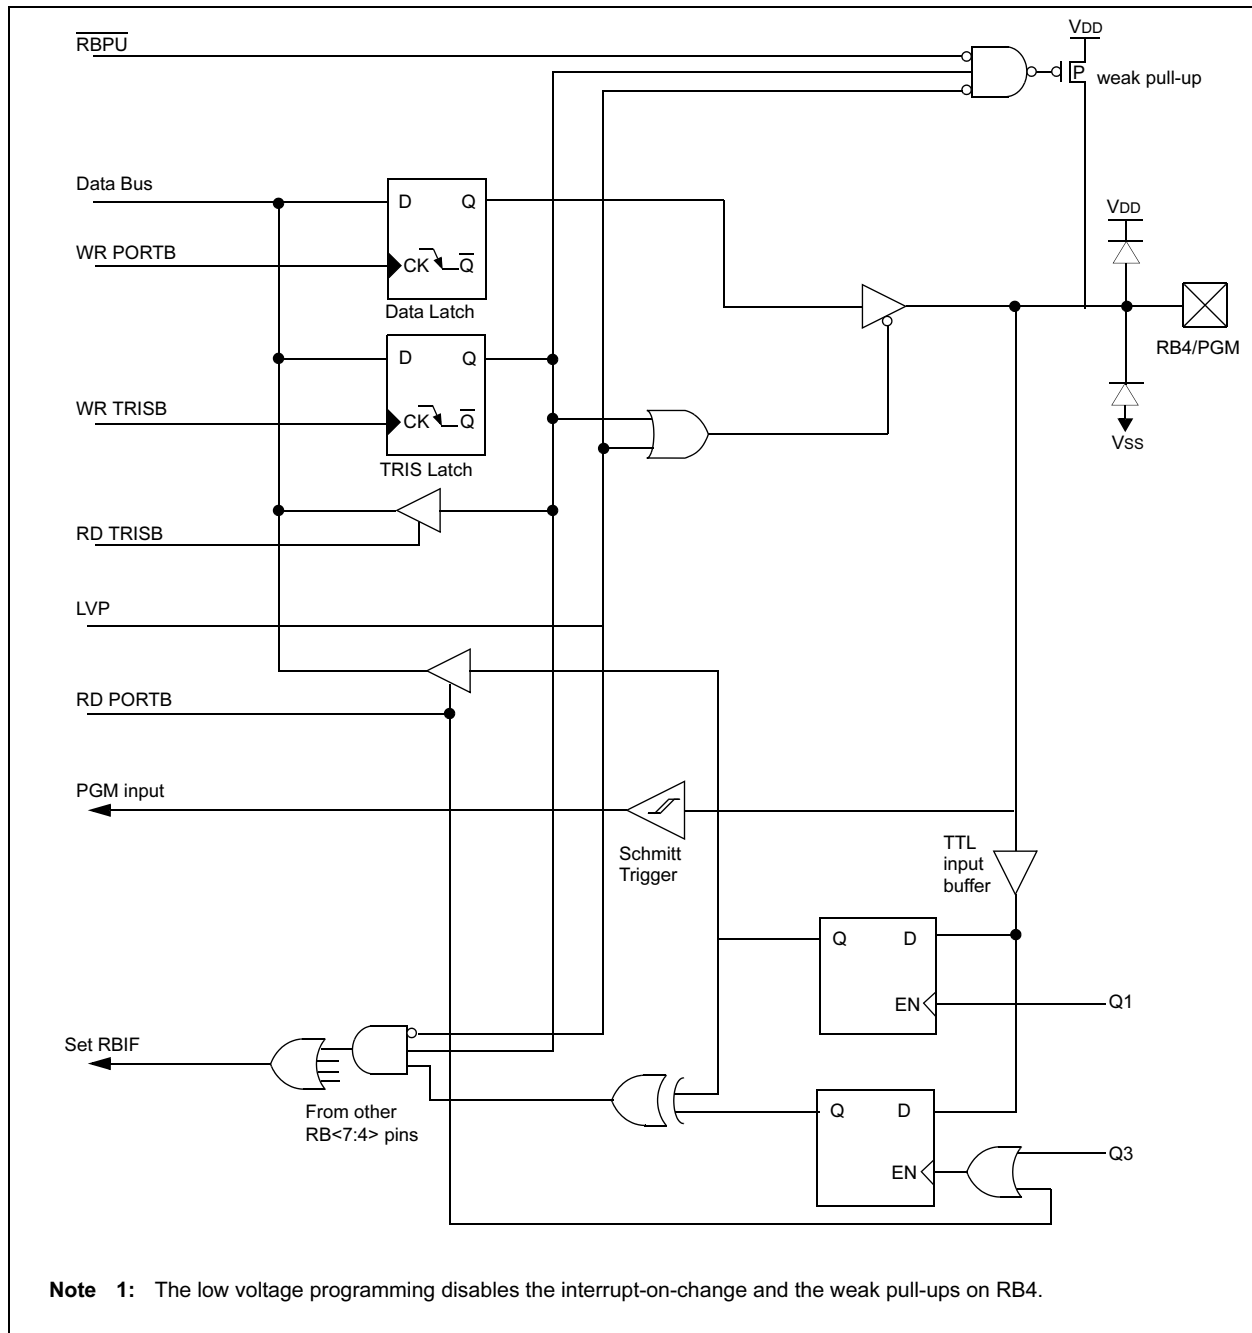 VDD
RBPU
P
weak pull-up
Data Bus
D Q
VDD
WR PORTB
CK Q
Data Latch
RB4/PGM
D Q
WR TRISB
CK Q
VSS
TRIS Latch
RD TRISB
LVP
RD PORTB
PGM input
Schmitt
Trigger
TTL
input
buffer
Q D
EN
Q1
Set RBIF
From other
RB<7:4> pins
Q D
EN
Q3
Note 1: The low voltage programming disables the interrupt-on-change and the weak pull-ups on RB4.